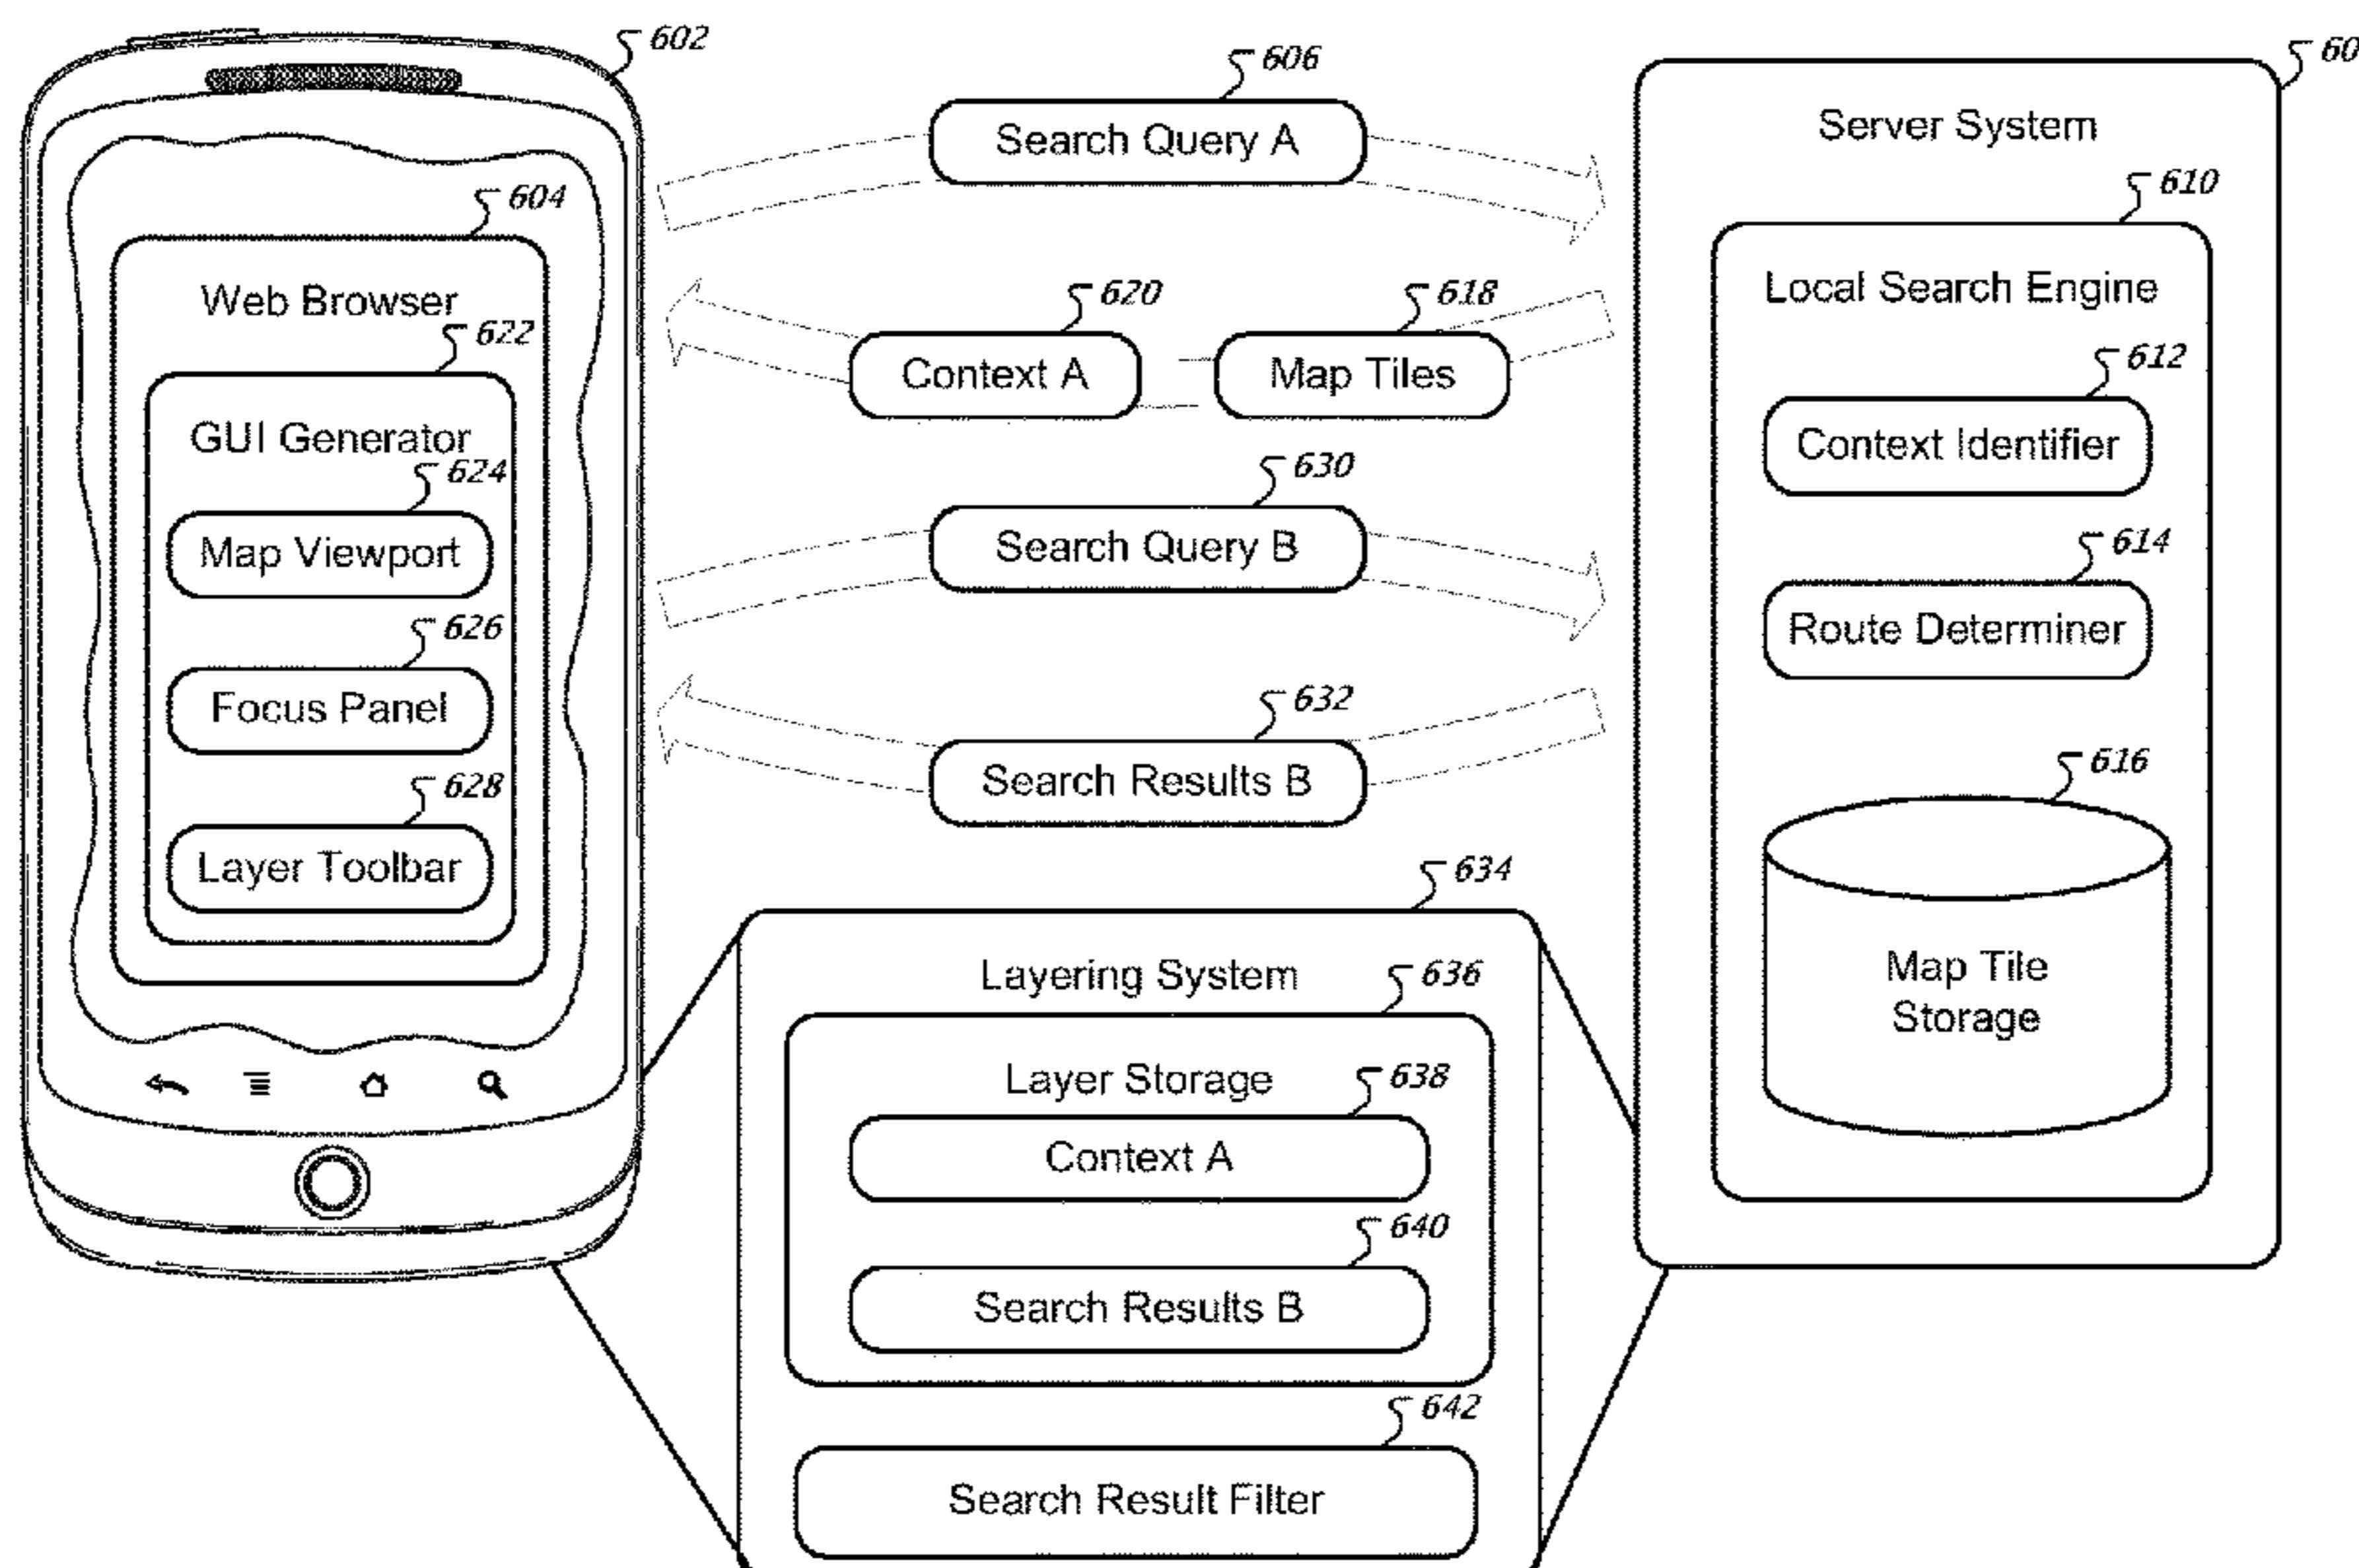 602
604
Web Browser
622
GUI Generator
624
Map Viewport
626
Focus Panel
628
Layer Toolbar
606
Search Query A
620
Context A
618
Map Tiles
630
Search Query B
632
Search Results B
634
Layering System
636
Layer Storage
638
Context A
640
Search Results B
642
Search Result Filter
60
Server System
610
Local Search Engine
612
Context Identifier
614
Route Determiner
616
Map Tile
Storage